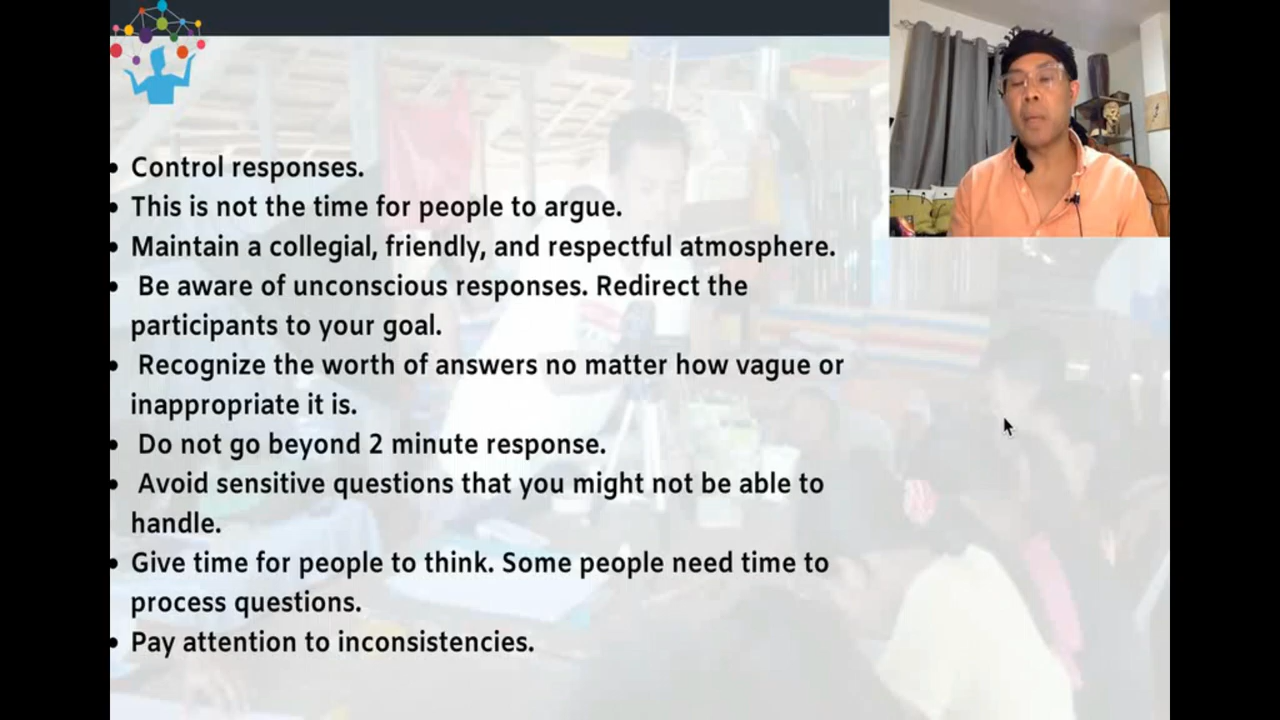 • Control responses.
• This is not the time for people to argue.
• Maintain a collegial, friendly, and respectful atmosphere.
• Be aware of unconscious responses. Redirect the
participants to your goal.
• Recognize the worth of answers no matter how vague or
inappropriate it is.
• Do not go beyond 2 minute response.
• Avoid sensitive questions that you might not be able to
handle.
• Give time for people to think. Some people need time to
process questions.
• Pay attention to inconsistencies.